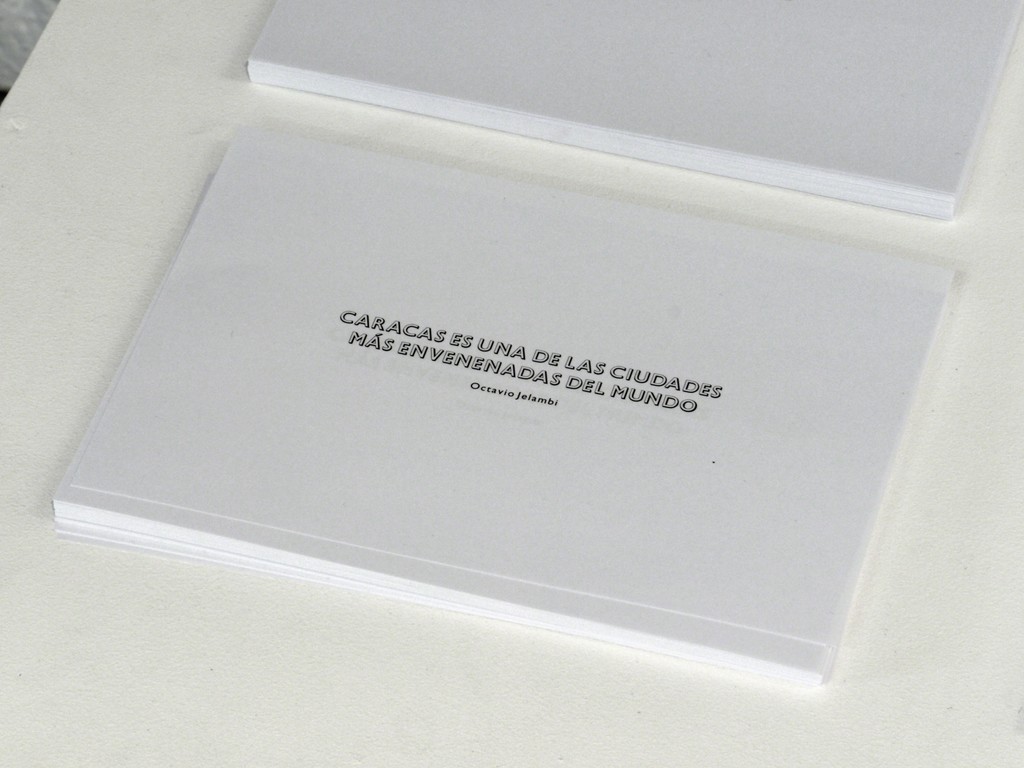 CARACAS ES UNA DE LAS CIUDADES
MÁS ENVENENADAS DEL MUNDO
Octavio Jelambi